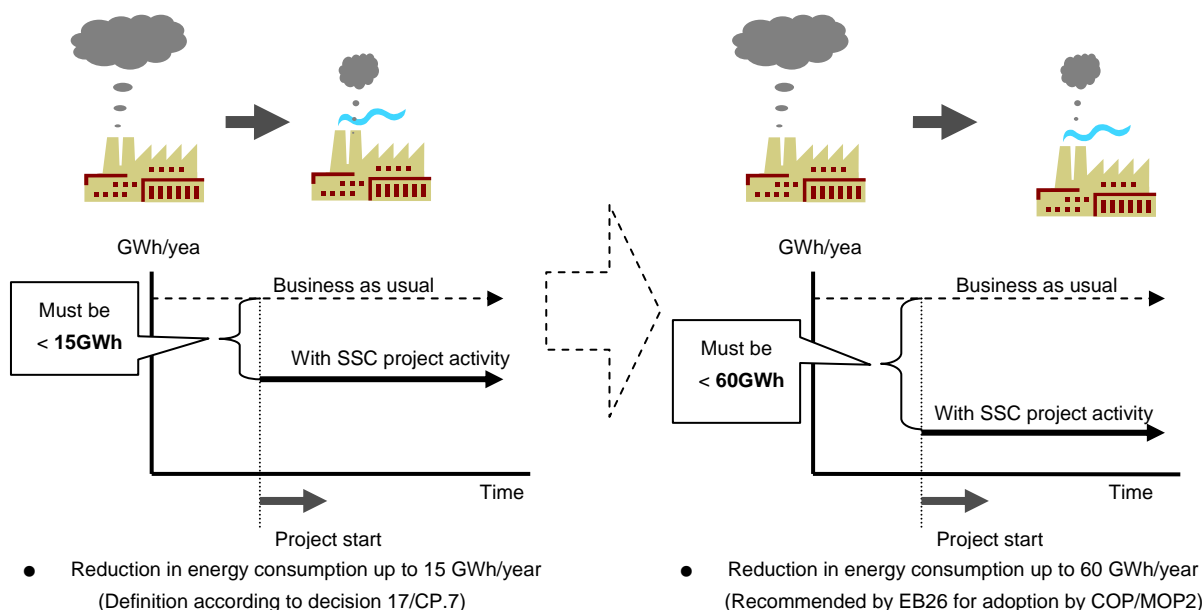 GWh/yea
Business as usual
Must be
< 15GWh
With SSC project activity
Time
Project start
● Reduction in energy consumption up to 15 GWh/year
(Definition according to decision 17/CP.7)
GWh/yea
Business as usual
Must be
< 60GWh
With SSC project activity
Time
Project start
● Reduction in energy consumption up to 60 GWh/year
(Recommended by EB26 for adoption by COP/MOP2)